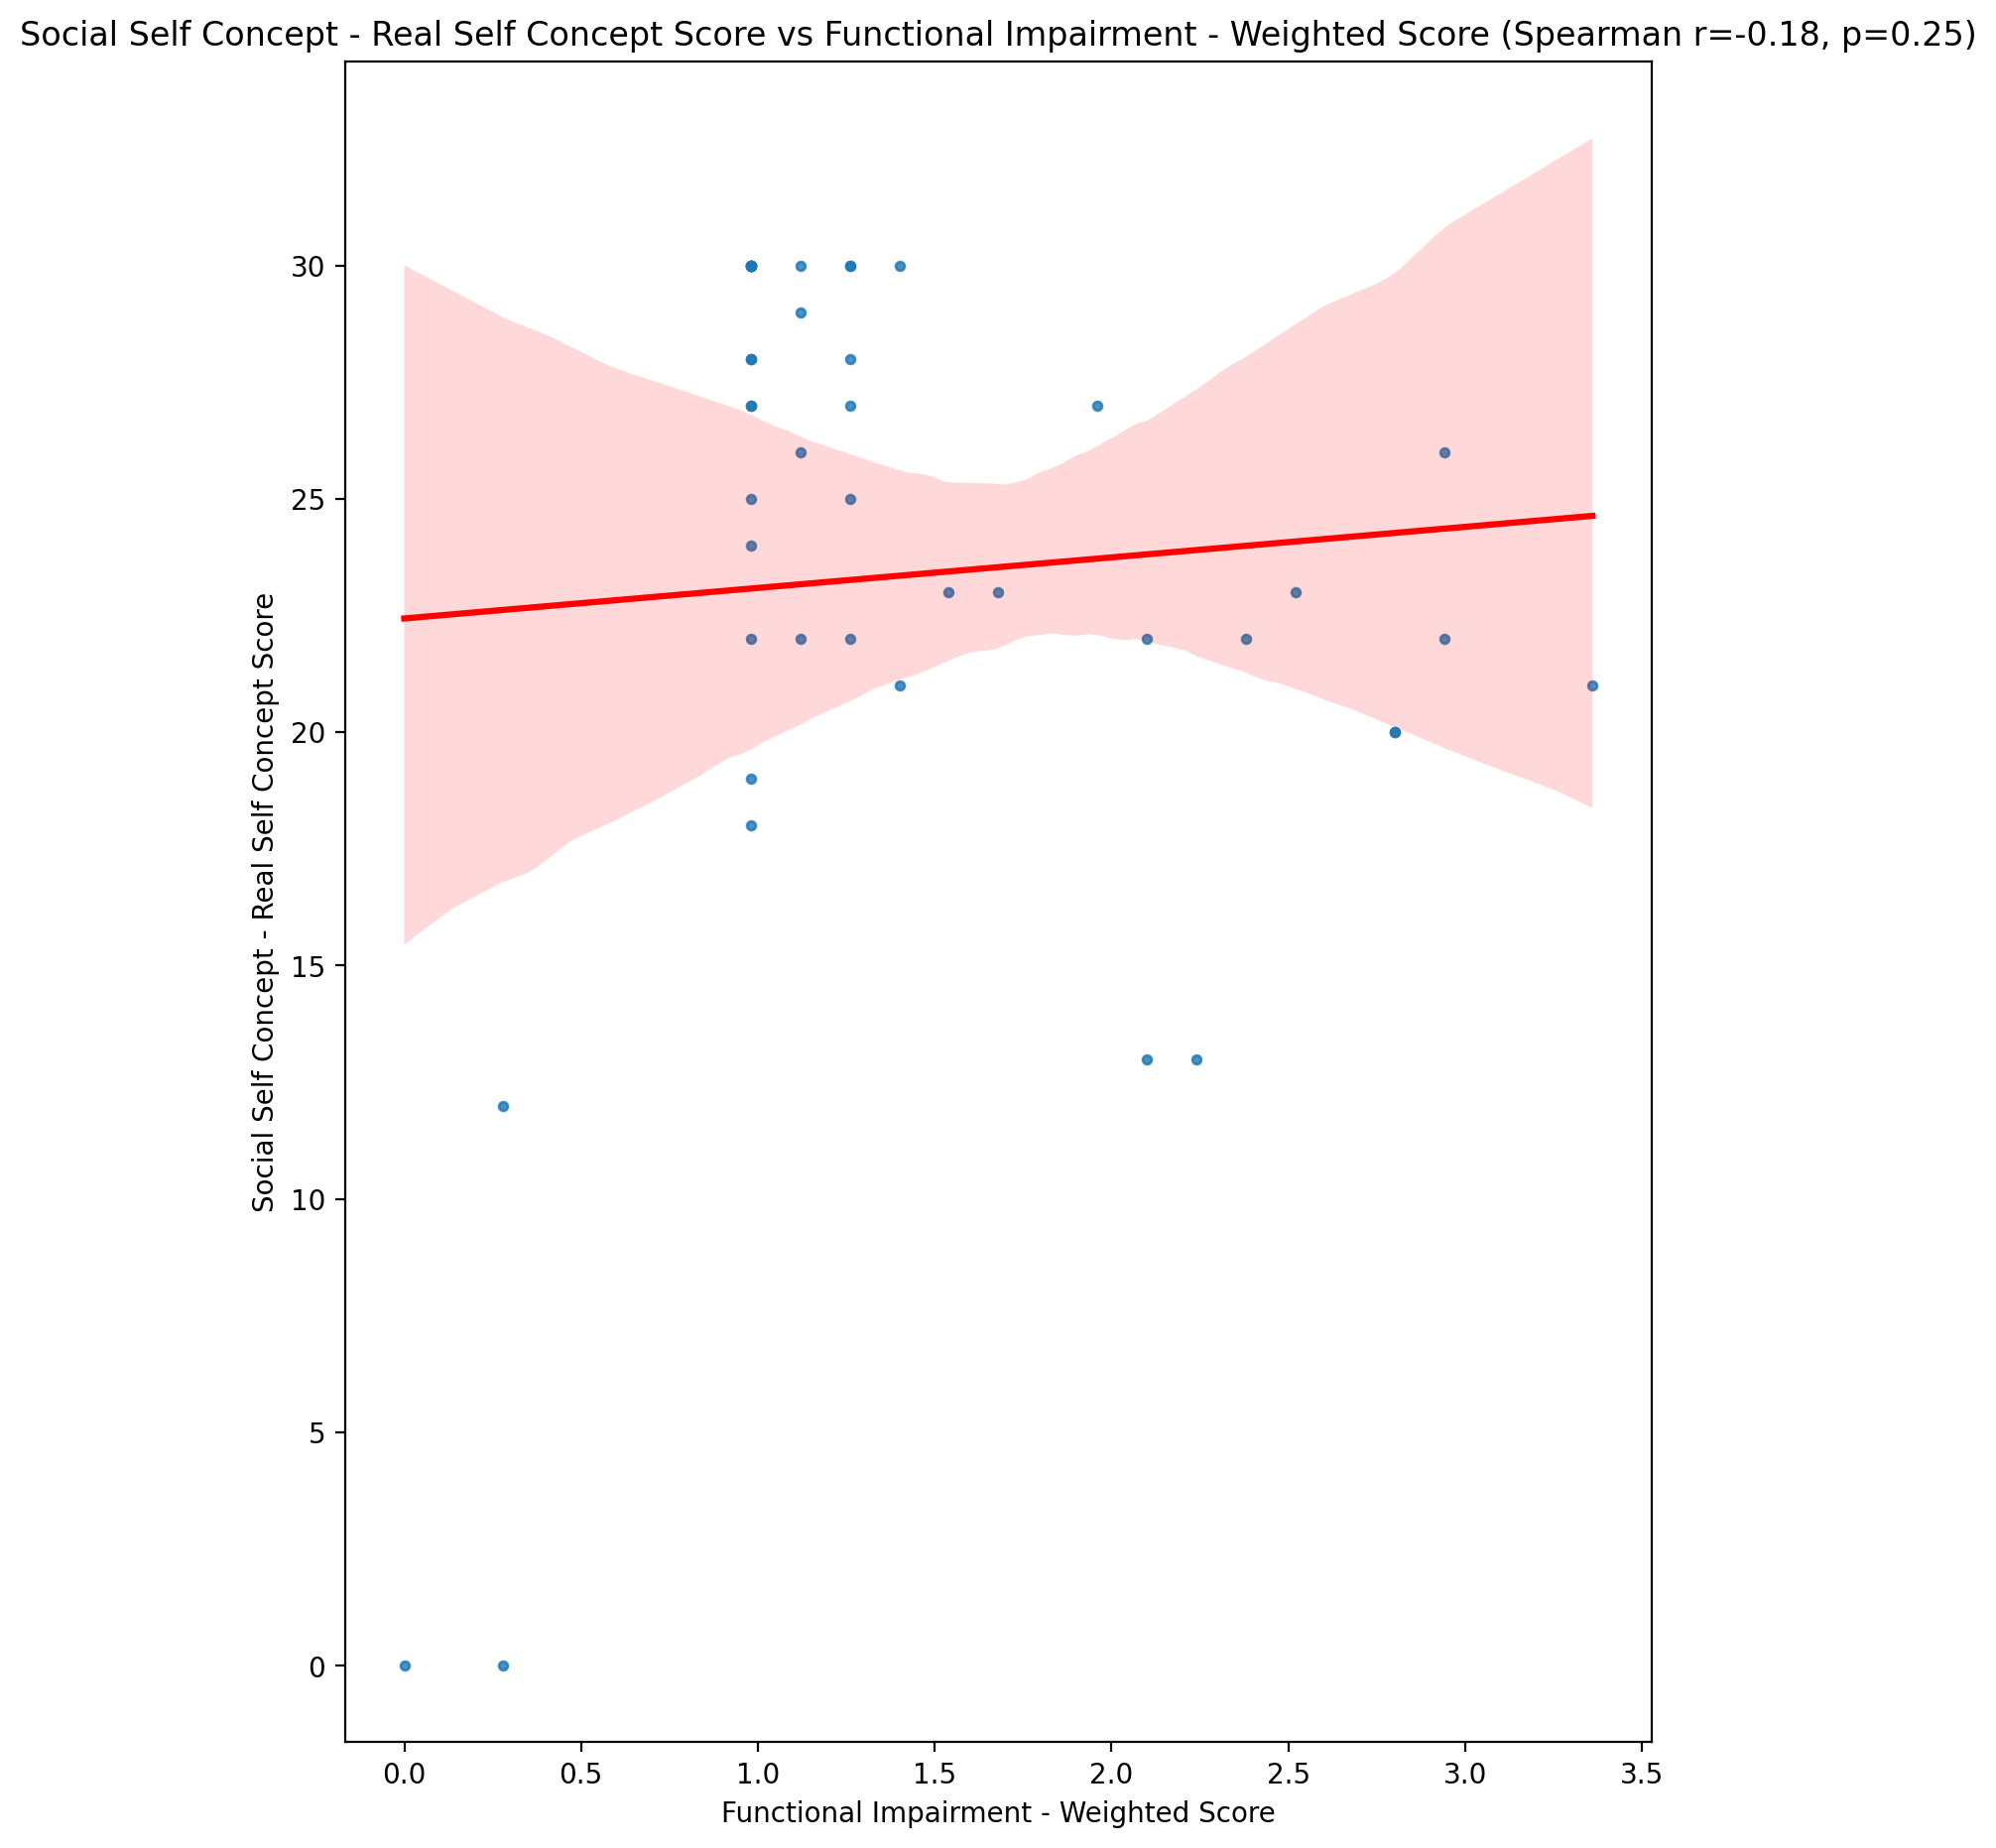 Social Self Concept - Real Self Concept Score vs Functional Impairment - Weighted Score (Spearman r=-0.18, p=0.25)
Social Self Concept - Real Self Concept Score
30
25
20
15
10
5
0
0.0 0.5 1.0 1.5 2.0 2.5 3.0 3.5
Functional Impairment - Weighted Score